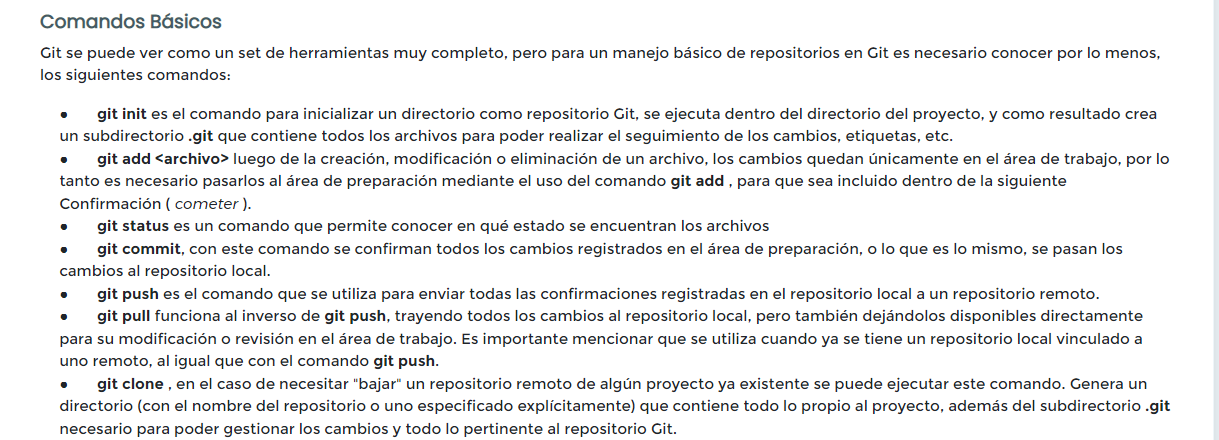 Comandos Básicos
Git se puede ver como un set de herramientas muy completo, pero para un manejo básico de repositorios en Git es necesario conocer por lo menos,
los siguientes comandos:
● git init es el comando para inicializar un directorio como repositorio Git, se ejecuta dentro del directorio del proyecto, y como resultado crea
un subdirectorio .git que contiene todos los archivos para poder realizar el seguimiento de los cambios, etiquetas, etc.
● git add <archivo> luego de la creación, modificación o eliminación de un archivo, los cambios quedan únicamente en el área de trabajo, por lo
tanto es necesario pasarlos al área de preparación mediante el uso del comando git add , para que sea incluido dentro de la siguiente
Confirmación ( cometer ).
● git status es un comando que permite conocer en qué estado se encuentran los archivos
● git commit, con este comando se confirman todos los cambios registrados en el área de preparación, o lo que es lo mismo, se pasan los
cambios al repositorio local.
● git push es el comando que se utiliza para enviar todas las confirmaciones registradas en el repositorio local a un repositorio remoto.
● git pull funciona al inverso de git push, trayendo todos los cambios al repositorio local, pero también dejándolos disponibles directamente
para su modificación o revisión en el área de trabajo. Es importante mencionar que se utiliza cuando ya se tiene un repositorio local vinculado a
uno remoto, al igual que con el comando git push.
● git clone , en el caso de necesitar "bajar" un repositorio remoto de algún proyecto ya existente se puede ejecutar este comando. Genera un
directorio (con el nombre del repositorio o uno especificado explícitamente) que contiene todo lo propio al proyecto, además del subdirectorio .git
necesario para poder gestionar los cambios y todo lo pertinente al repositorio Git.